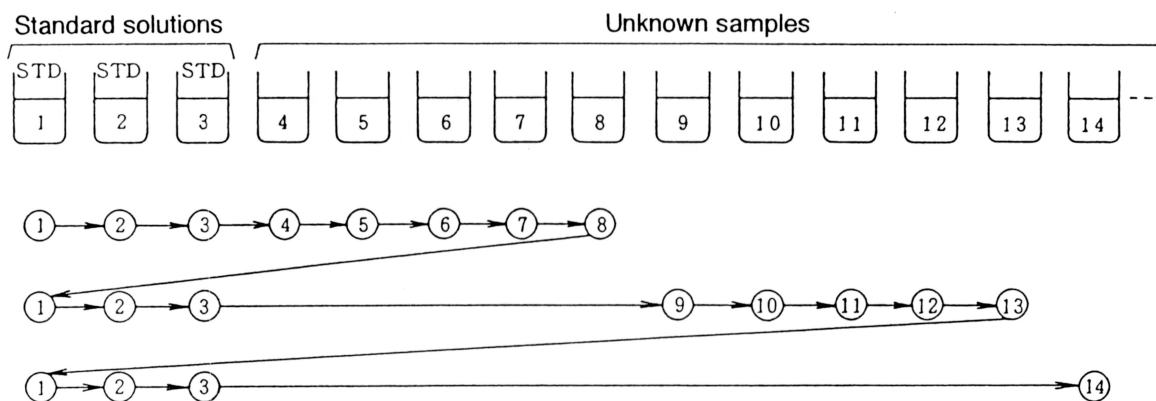 Standard solutions Unknown samples
STD STD STD
1 2 3 4 5 6 7 8 9 10 11 12 13 14
1 2 3 4 5 6 7 8
1 2 3 9 10 11 12 13
1 2 3 14